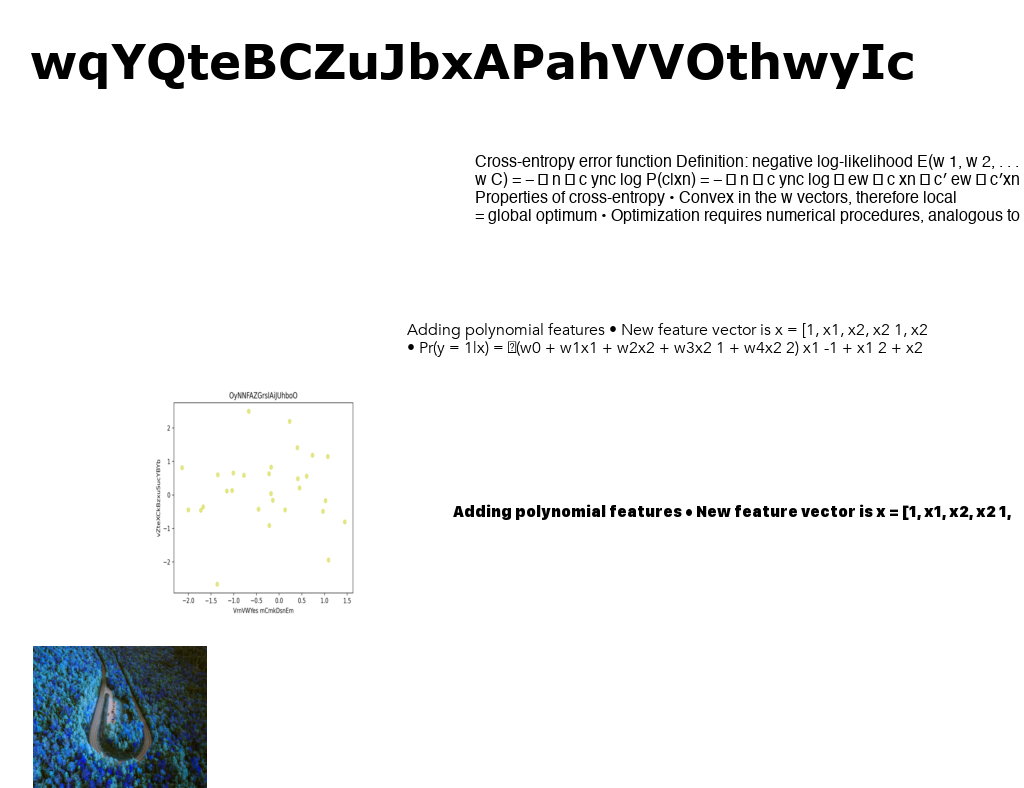 wqYQteBCZuJbxAPahVVOthwyIc
Cross-entropy error function Definition: negative log-likelihood E(w 1, w 2, . . .
w C) = – □ n □ c ync log P(c|xn) = – □ n □ c ync log □ ew □ c xn □ c′ ew □ c′xn
Properties of cross-entropy • Convex in the w vectors, therefore local
= global optimum • Optimization requires numerical procedures, analogous to
Adding polynomial features • New feature vector is x = [1, x1, x2, x2 1, x2
• Pr(y = 1|x) = □(w0 + w1x1 + w2x2 + w3x2 1 + w4x2 2) x1 -1 + x1 2 + x2
OyNNFAZGrsIAiJUhboO
2
1
0
−1
−2
vZteXCkBzxuSucYBYb
−2.0 −1.5 −1.0 −0.5 0.0 0.5 1.0 1.5
VmVWYes mCmkDsnEm
Adding polynomial features • New feature vector is x = [1, x1, x2, x2 1,